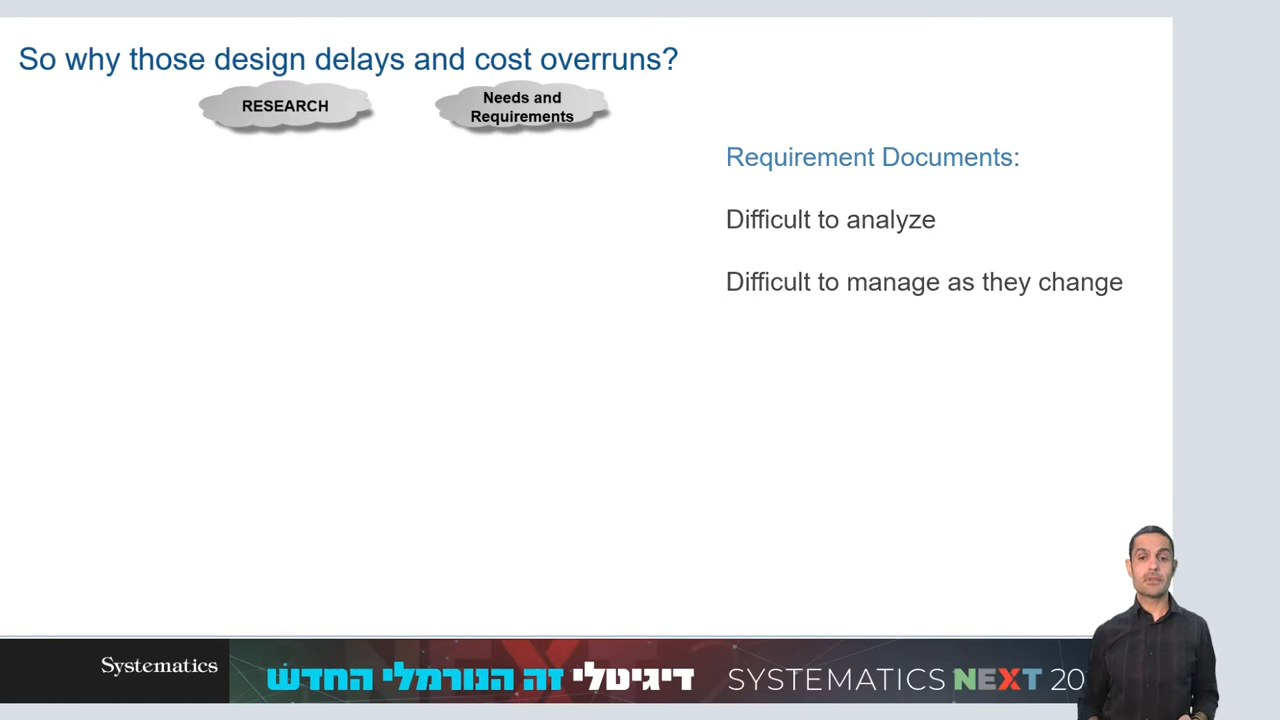 So why those design delays and cost overruns?
RESEARCH
Needs and
Requirements
Requirement Documents:
Difficult to analyze
Difficult to manage as they change
Systematics
דיגיטלי זה הנורמלי החדש
SYSTEMATICS NEXT 20